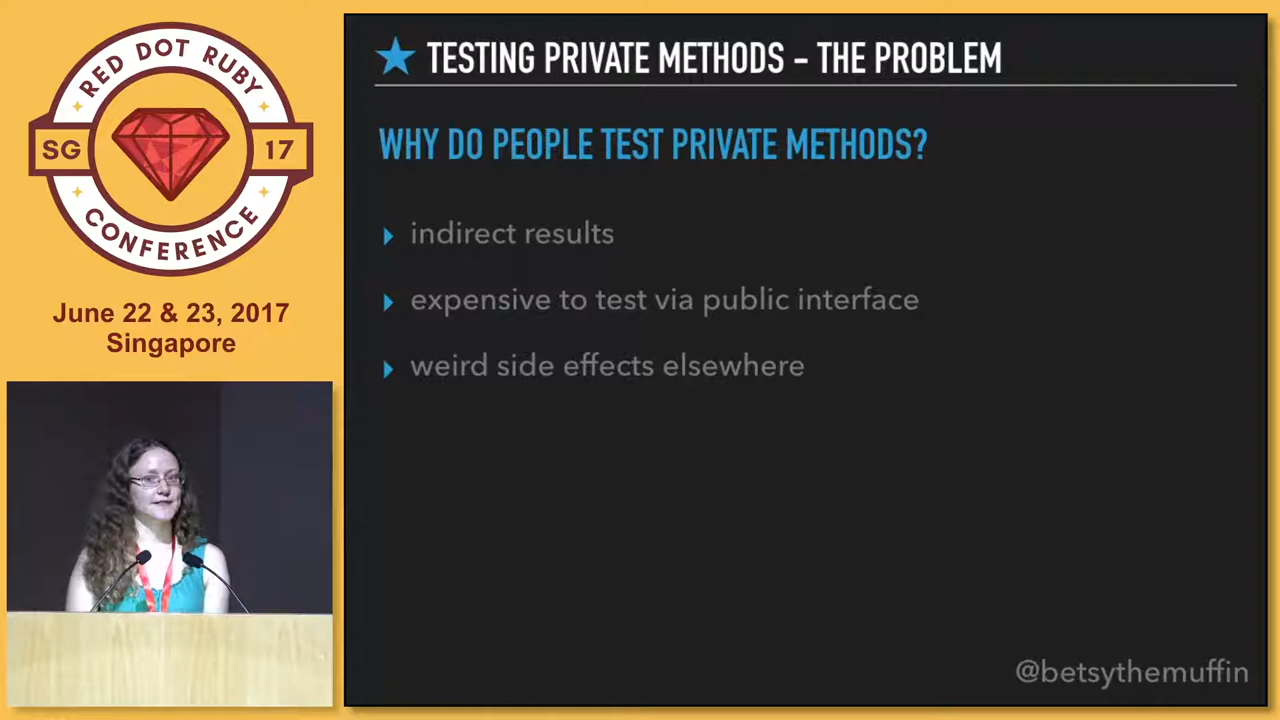 RED DOT RUBY
SG 17
CONFERENCE
June 22 & 23, 2017
Singapore
TESTING PRIVATE METHODS – THE PROBLEM
WHY DO PEOPLE TEST PRIVATE METHODS?
indirect results
expensive to test via public interface
weird side effects elsewhere
@betsythemuffin